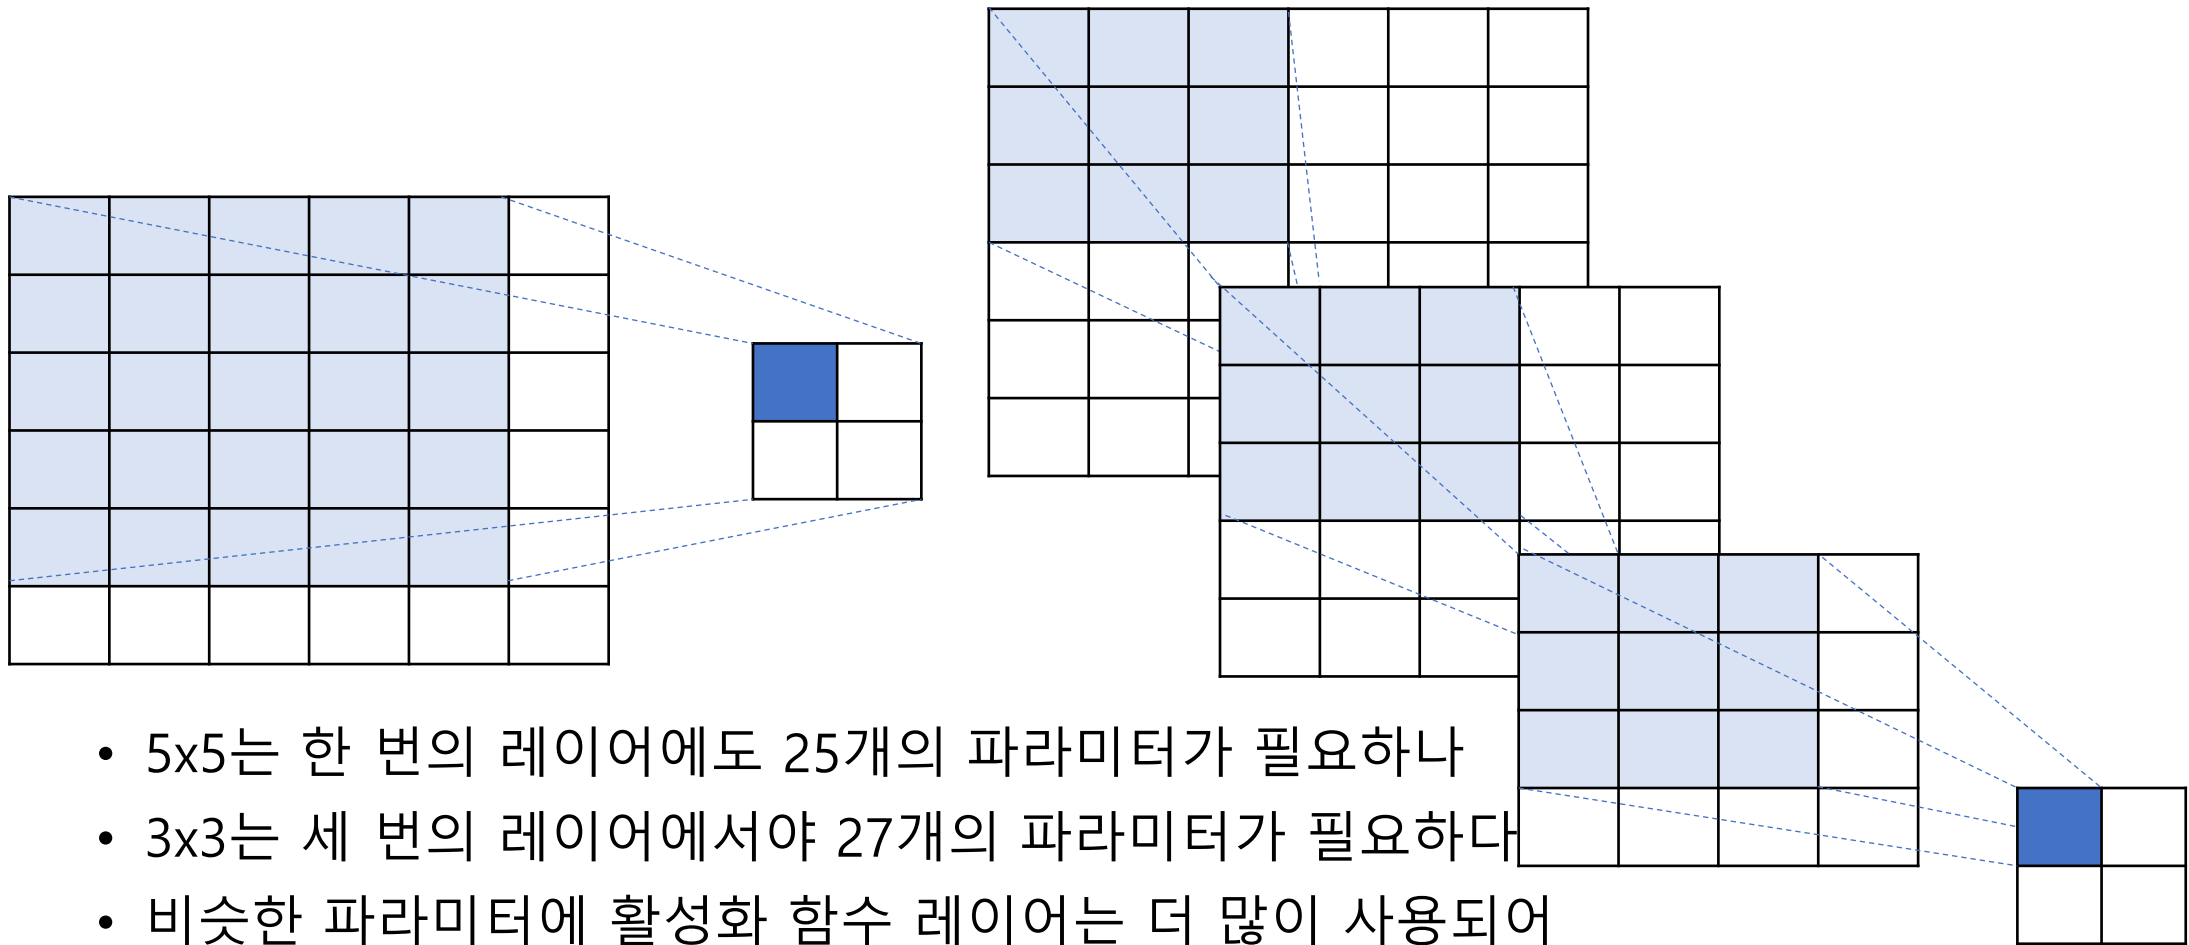 • 5x5는 한 번의 레이어에도 25개의 파라미터가 필요하나
• 3x3는 세 번의 레이어에서야 27개의 파라미터가 필요하다
• 비슷한 파라미터에 활성화 함수 레이어는 더 많이 사용되어